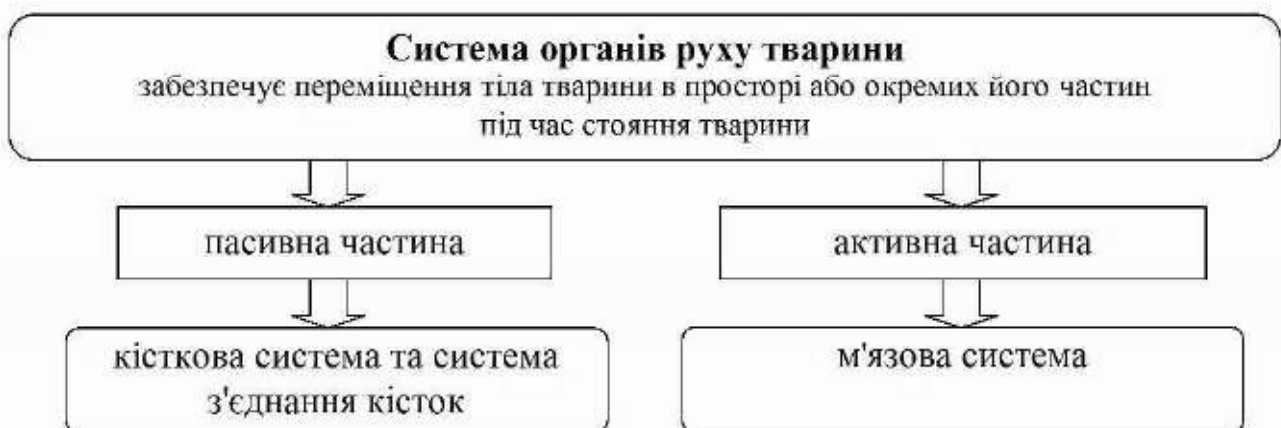 Система органів руху тварини
забезпечує переміщення тіла тварини в просторі або окремих його частин
під час стояння тварини
пасивна частина
активна частина
кісткова система та система
з'єднання кісток
м'язова система